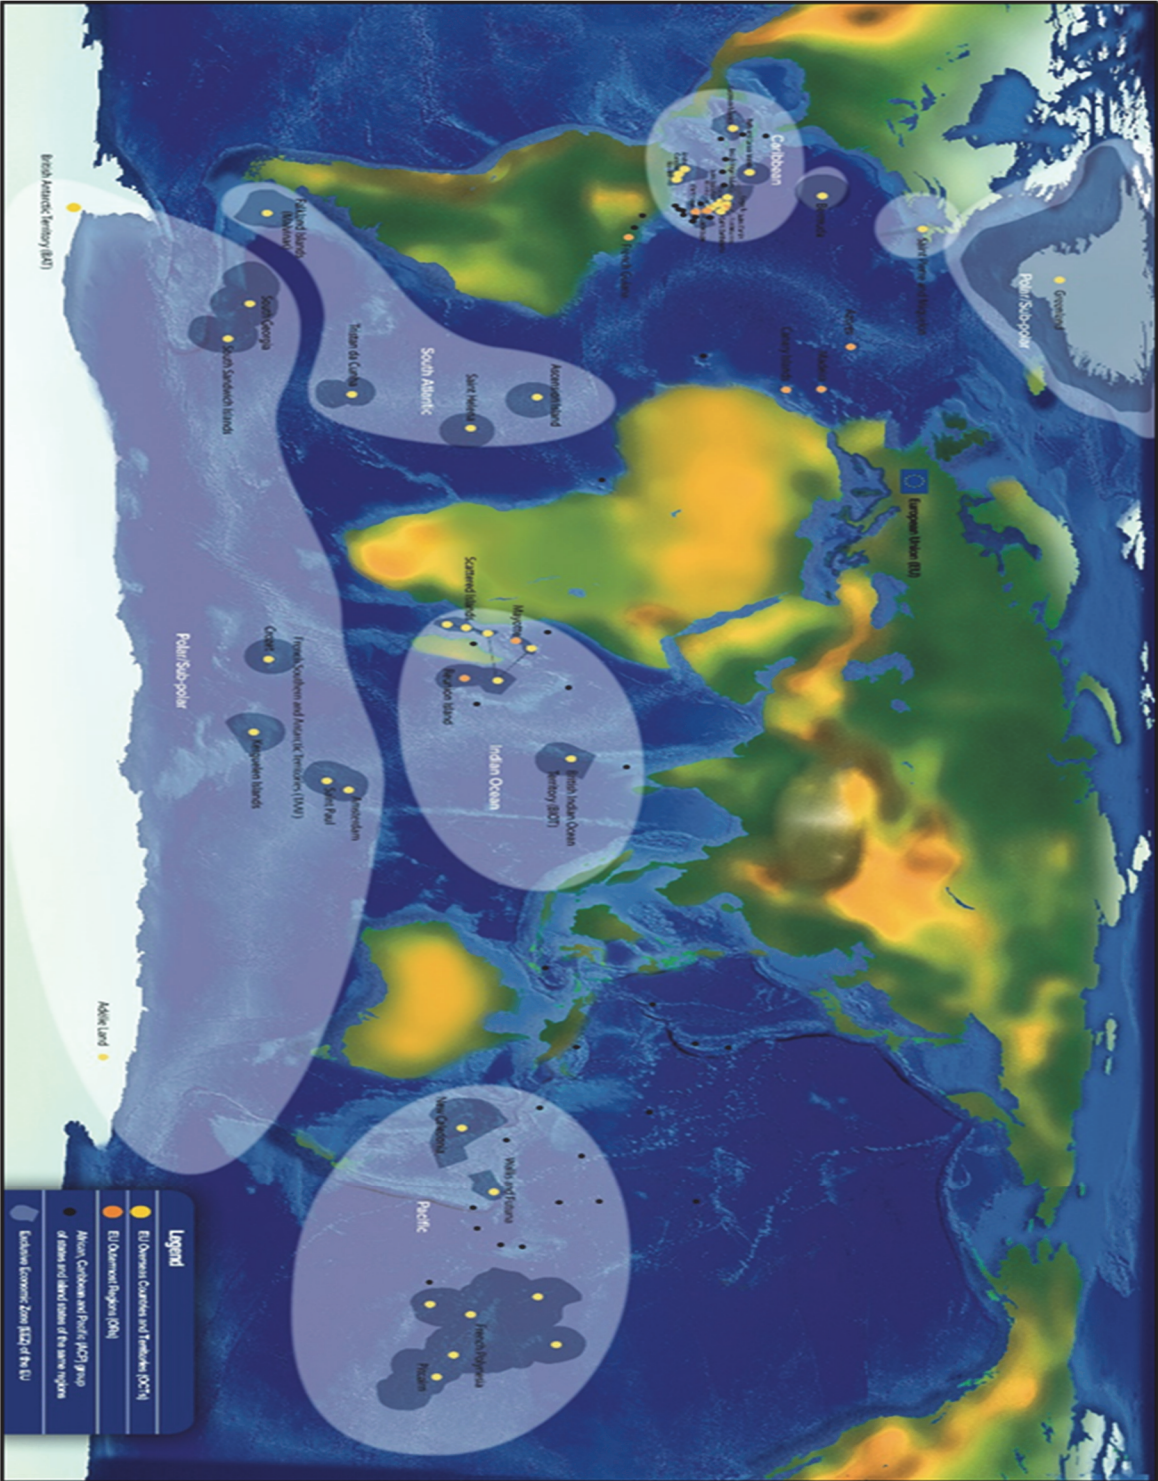 Polar/Sub-polar
Greenland
Saint Pierre and Miquelon
Bermuda
Caribbean
French Guiana
Azores
Madeira
Canary Islands
European Union (EU)
Ascension Island
Saint Helena
South Atlantic
Tristan da Cunha
Falkland Islands
(Malvinas)
South Georgia
South Sandwich Islands
British Antarctic Territory (BAT)
Mayotte
Scattered Islands
Reunion Island
Indian Ocean
British Indian Ocean
Territory (BIOT)
French Southern and Antarctic Territories (TAAF)
Crozet
Kerguelen Islands
Amsterdam
Saint Paul
Polar/Sub-polar
Adélie Land
New Caledonia
Wallis and Futuna
Pacific
French Polynesia
Pitcairn
Legend
EU Overseas Countries and Territories (OCTs)
EU Outermost Regions (ORs)
African, Caribbean and Pacific (ACP) group
of states and island states of the same regions
Exclusive Economic Zone (EEZ) of the EU